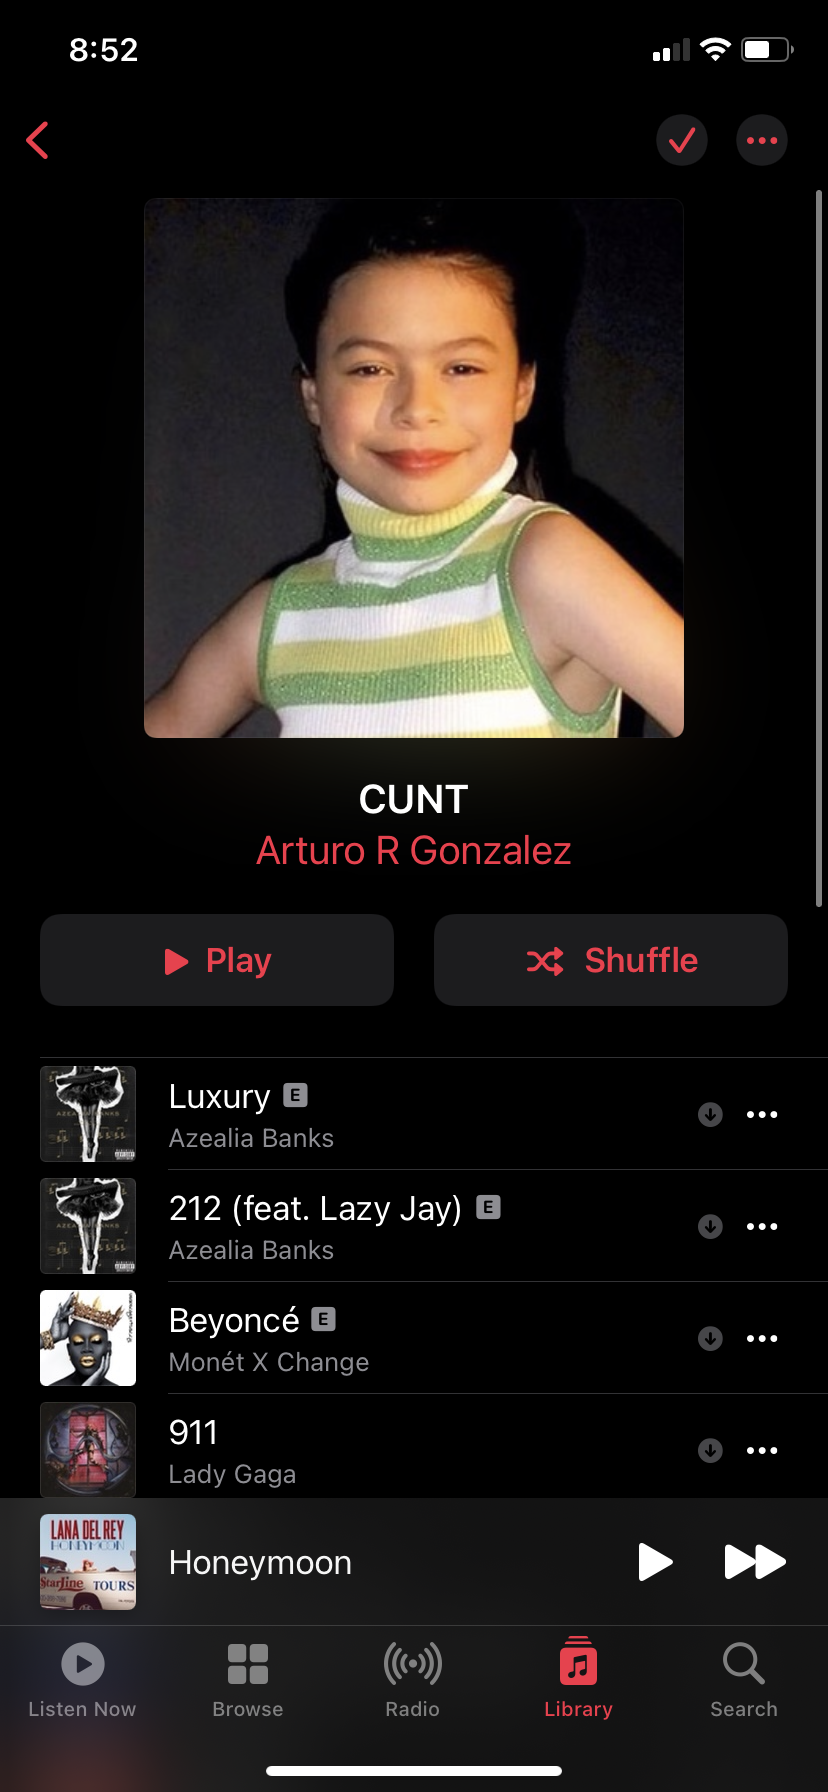 8:52
CUNT
Arturo R Gonzalez
Play
Shuffle
Luxury E
Azealia Banks
212 (feat. Lazy Jay) E
Azealia Banks
Beyoncé E
Monét X Change
911
Lady Gaga
LANA DEL REY
HONEYMOON
StarLine TOURS
Honeymoon
Listen Now
Browse
Radio
Library
Search